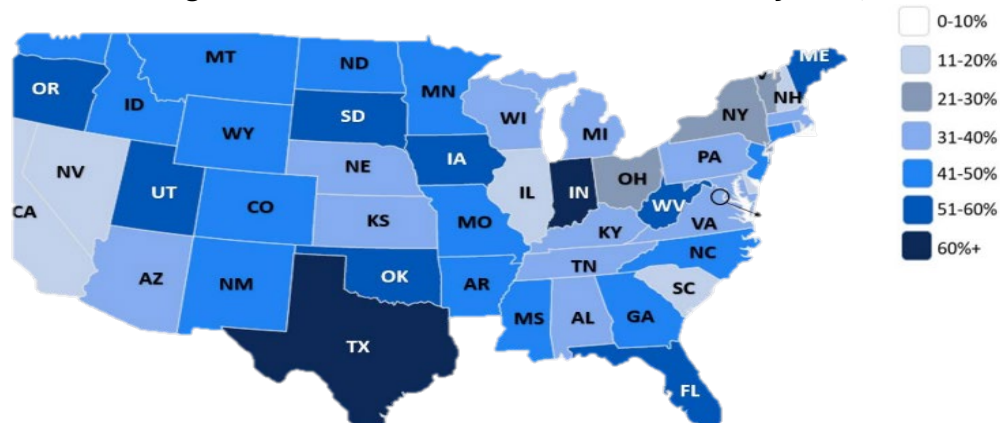 0-10%
11-20%
21-30%
31-40%
41-50%
51-60%
60%+
ME
MT
ND
MN
OR
ID
SD
WI
NH
NY
MI
WY
IA
PA
NE
NV
UT
CO
IL
IN
OH
WV
CA
KS
MO
KY
VA
NC
TN
AZ
NM
OK
AR
SC
MS
AL
GA
TX
FL